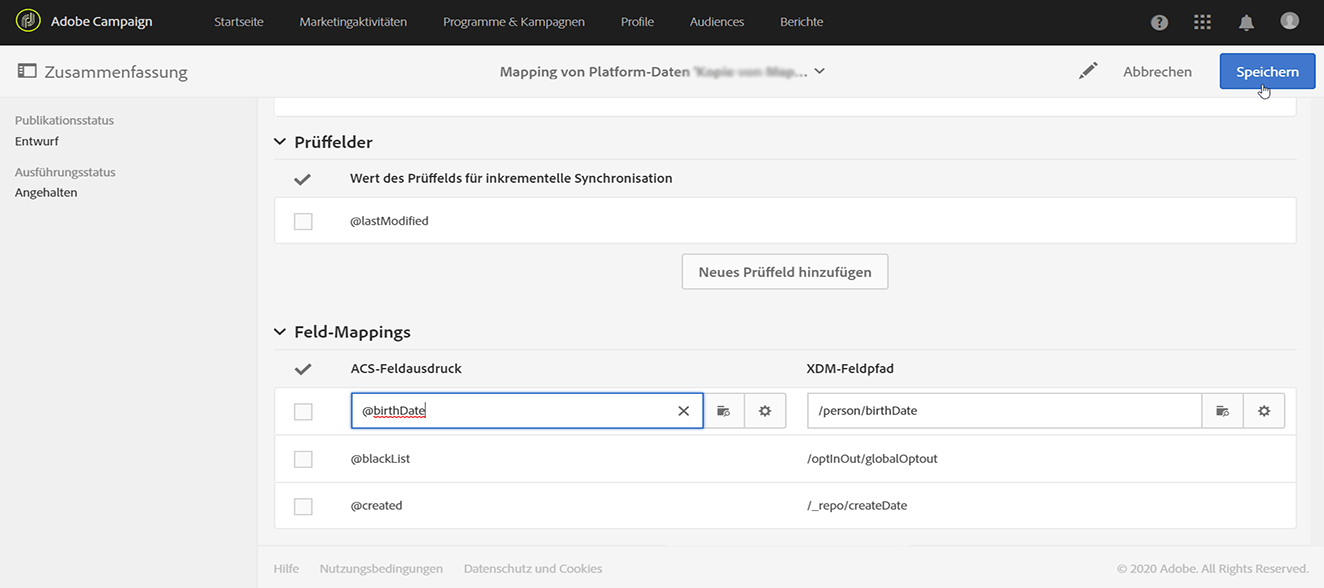 Adobe Campaign Startseite Marketingaktivitäten Programme & Kampagnen Profile Audiences Berichte
Zusammenfassung Mapping von Platform-Daten Abbrechen Speichern
Publikationsstatus
Entwurf
Ausführungsstatus
Angehalten
Prüffelder
Wert des Prüffelds für inkrementelle Synchronisation
@lastModified
Neues Prüffeld hinzufügen
Feld-Mappings
ACS-Feldausdruck XDM-Feldpfad
@birthDate /person/birthDate
@blackList /optInOut/globalOptout
@created /_repo/createDate
Hilfe Nutzungsbedingungen Datenschutz und Cookies © 2020 Adobe. All Rights Reserved.